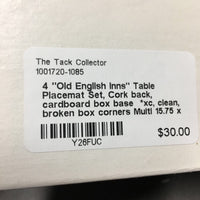 The Tack Collector
1001720-1085
4 "Old English Inns" Table
Placemat Set, Cork back,
cardboard box base *xc, clean,
broken box corners Multi 15.75 x
$30.00
Y26FUC